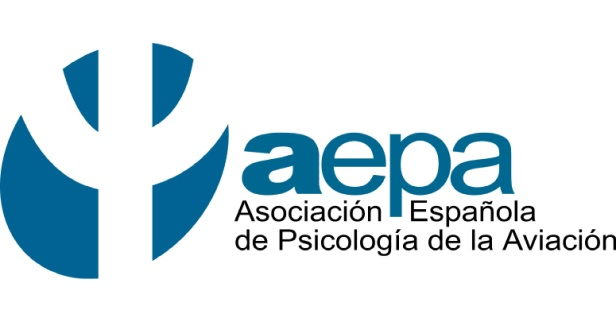 aepa
Asociación Española
de Psicología de la Aviación